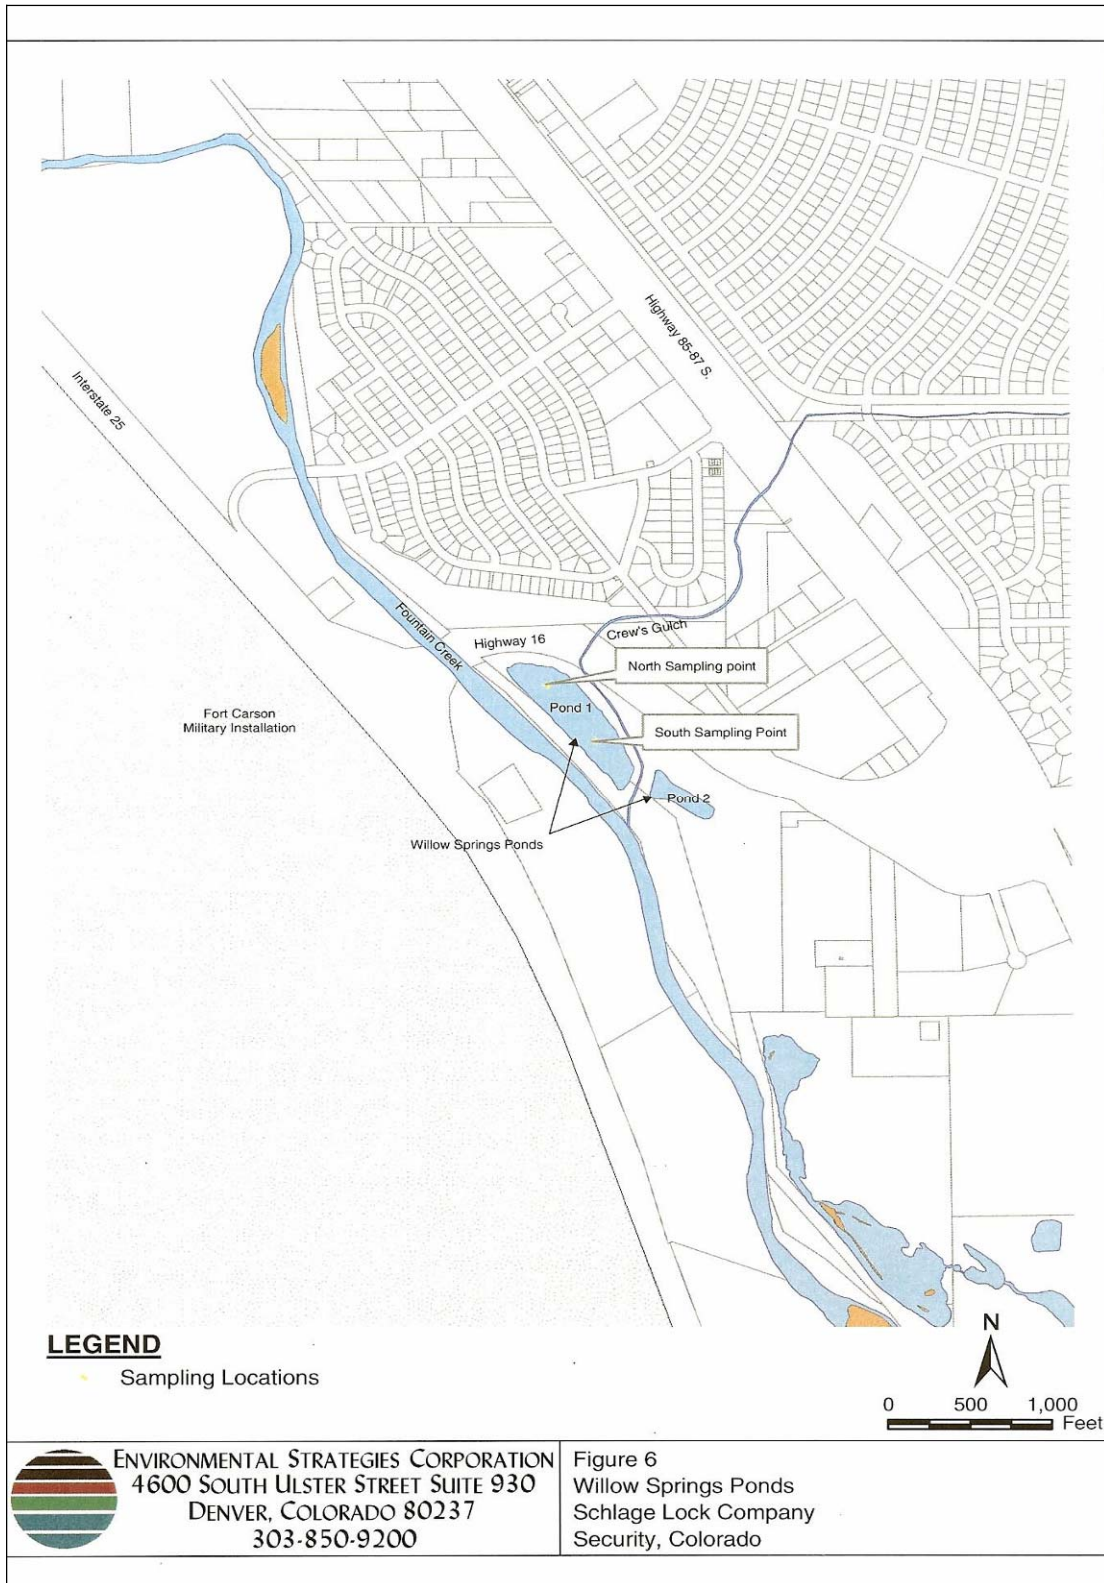 Highway 85-87 S.
Interstate 25
Fountain Creek
Highway 16
Crew's Gulch
North Sampling point
Pond 1
Fort Carson
Military Installation
South Sampling Point
Pond 2
Willow Springs Ponds
LEGEND
Sampling Locations
N
0 500 1,000
Feet
ENVIRONMENTAL STRATEGIES CORPORATION
4600 SOUTH ULSTER STREET SUITE 930
DENVER, COLORADO 80237
303-850-9200
Figure 6
Willow Springs Ponds
Schlage Lock Company
Security, Colorado